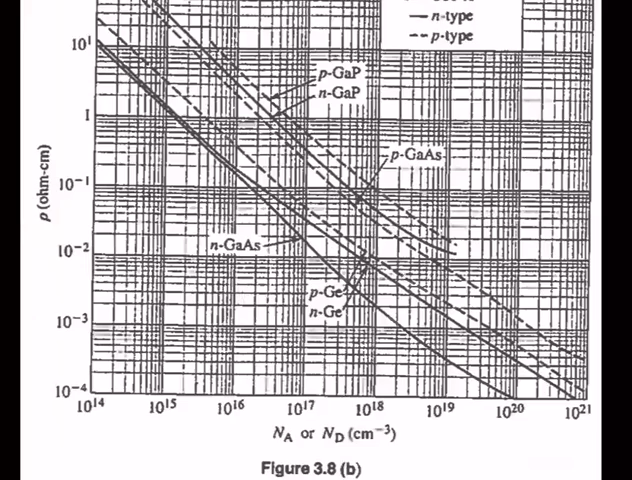 n-type
p-type
10¹
p-GaP
n-GaP
1
p-GaAs
ρ (ohm-cm)
10⁻¹
n-GaAs
10⁻²
p-Ge
n-Ge
10⁻³
10⁻⁴
10¹⁴ 10¹⁵ 10¹⁶ 10¹⁷ 10¹⁸ 10¹⁹ 10²⁰ 10²¹
N_A or N_D (cm⁻³)
Figure 3.8 (b)